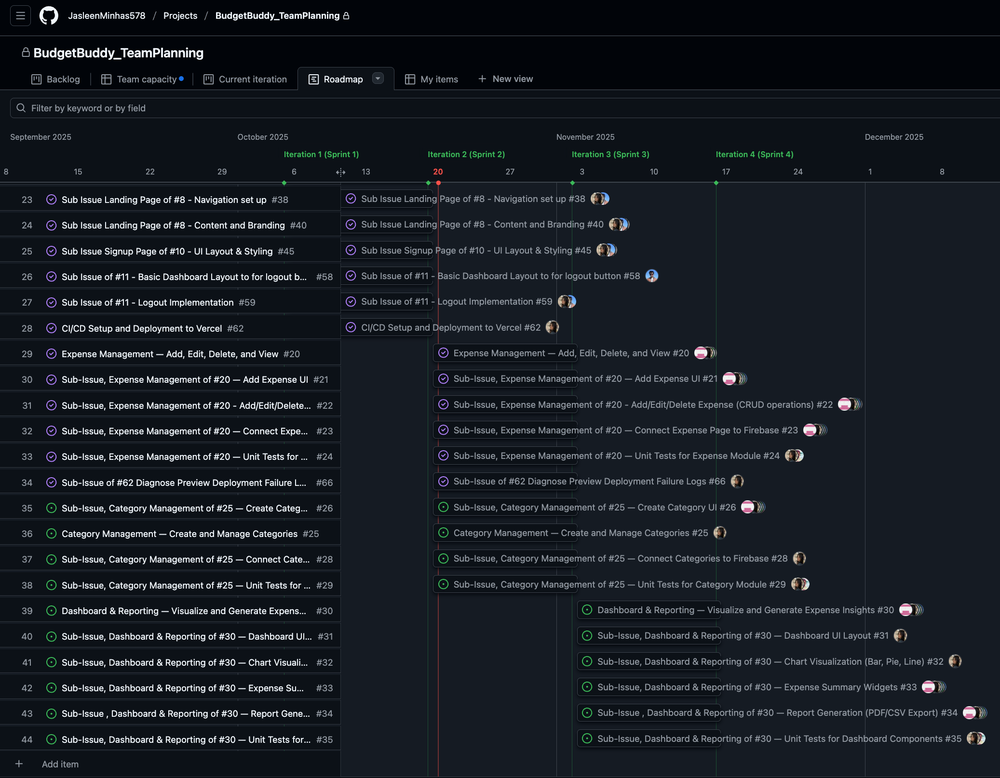 JasleenMinhas578 / Projects / BudgetBuddy_TeamPlanning
BudgetBuddy_TeamPlanning
Backlog Team capacity Current iteration Roadmap My items New view
Filter by keyword or by field
September 2025 October 2025 November 2025 December 2025
Iteration 1 (Sprint 1) Iteration 2 (Sprint 2) Iteration 3 (Sprint 3) Iteration 4 (Sprint 4)
8 15 22 29 6 13 20 27 3 10 17 24 1 8
23 Sub Issue Landing Page of #8 - Navigation set up #38 Sub Issue Landing Page of #8 - Navigation set up #38
24 Sub Issue Landing Page of #8 - Content and Branding #40 Sub Issue Landing Page of #8 - Content and Branding #40
25 Sub Issue Signup Page of #10 - UI Layout & Styling #45 Sub Issue Signup Page of #10 - UI Layout & Styling #45
26 Sub Issue of #11 - Basic Dashboard Layout to for logout b... #58 Sub Issue of #11 - Basic Dashboard Layout to for logout button #58
27 Sub Issue of #11 - Logout Implementation #59 Sub Issue of #11 - Logout Implementation #59
28 CI/CD Setup and Deployment to Vercel #62 CI/CD Setup and Deployment to Vercel #62
29 Expense Management — Add, Edit, Delete, and View #20 Expense Management — Add, Edit, Delete, and View #20
30 Sub-Issue, Expense Management of #20 — Add Expense UI #21 Sub-Issue, Expense Management of #20 — Add Expense UI #21
31 Sub-Issue, Expense Management of #20 - Add/Edit/Delete... #22 Sub-Issue, Expense Management of #20 - Add/Edit/Delete Expense (CRUD operations) #22
32 Sub-Issue, Expense Management of #20 — Connect Expe... #23 Sub-Issue, Expense Management of #20 — Connect Expense Page to Firebase #23
33 Sub-Issue, Expense Management of #20 — Unit Tests for ... #24 Sub-Issue, Expense Management of #20 — Unit Tests for Expense Module #24
34 Sub-Issue of #62 Diagnose Preview Deployment Failure L... #66 Sub-Issue of #62 Diagnose Preview Deployment Failure Logs #66
35 Sub-Issue, Category Management of #25 — Create Categ... #26 Sub-Issue, Category Management of #25 — Create Category UI #26
36 Category Management — Create and Manage Categories #25 Category Management — Create and Manage Categories #25
37 Sub-Issue, Category Management of #25 — Connect Cate... #28 Sub-Issue, Category Management of #25 — Connect Categories to Firebase #28
38 Sub-Issue, Category Management of #25 — Unit Tests for ... #29 Sub-Issue, Category Management of #25 — Unit Tests for Category Module #29
39 Dashboard & Reporting — Visualize and Generate Expens... #30 Dashboard & Reporting — Visualize and Generate Expense Insights #30
40 Sub-Issue, Dashboard & Reporting of #30 — Dashboard UI... #31 Sub-Issue, Dashboard & Reporting of #30 — Dashboard UI Layout #31
41 Sub-Issue, Dashboard & Reporting of #30 — Chart Visuali... #32 Sub-Issue, Dashboard & Reporting of #30 — Chart Visualization (Bar, Pie, Line) #32
42 Sub-Issue, Dashboard & Reporting of #30 — Expense Su... #33 Sub-Issue, Dashboard & Reporting of #30 — Expense Summary Widgets #33
43 Sub-Issue , Dashboard & Reporting of #30 — Report Gene... #34 Sub-Issue , Dashboard & Reporting of #30 — Report Generation (PDF/CSV Export) #34
44 Sub-Issue, Dashboard & Reporting of #30 — Unit Tests for... #35 Sub-Issue, Dashboard & Reporting of #30 — Unit Tests for Dashboard Components #35
Add item